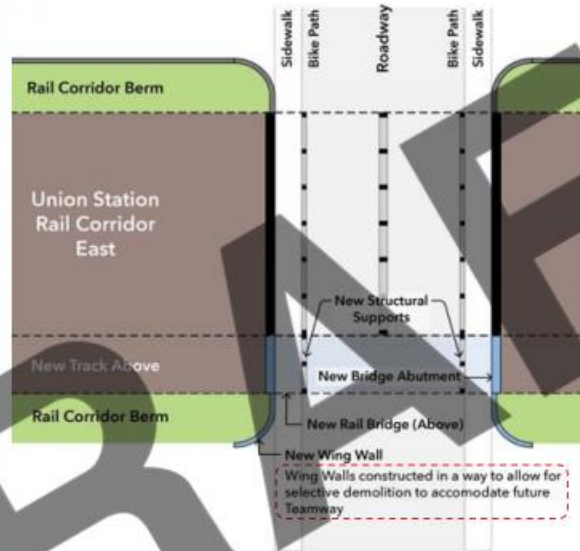 Sidewalk
Bike Path
Roadway
Bike Path
Sidewalk
Rail Corridor Berm
Union Station
Rail Corridor
East
New Structural
Supports
New Track Above
New Bridge Abutment
Rail Corridor Berm
New Rail Bridge (Above)
New Wing Wall
Wing Walls constructed in a way to allow for
selective demolition to accomodate future
Teamway